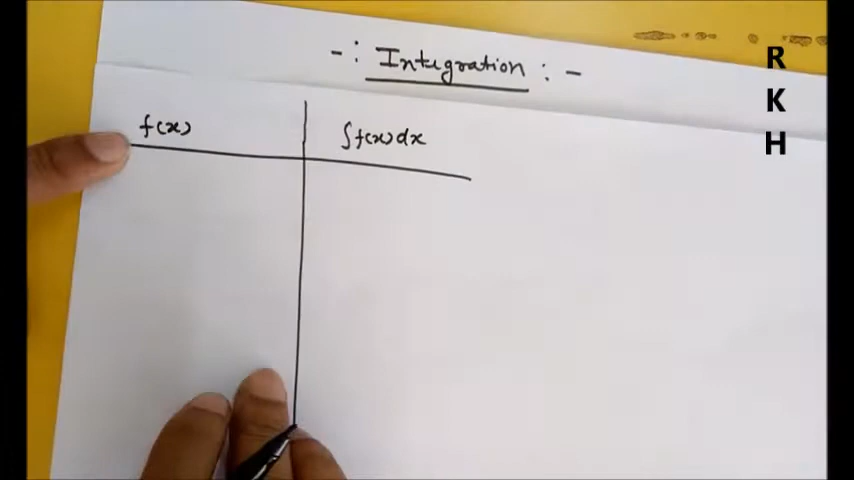 -: Integration :-
f(x) ∫f(x)dx
R
K
H